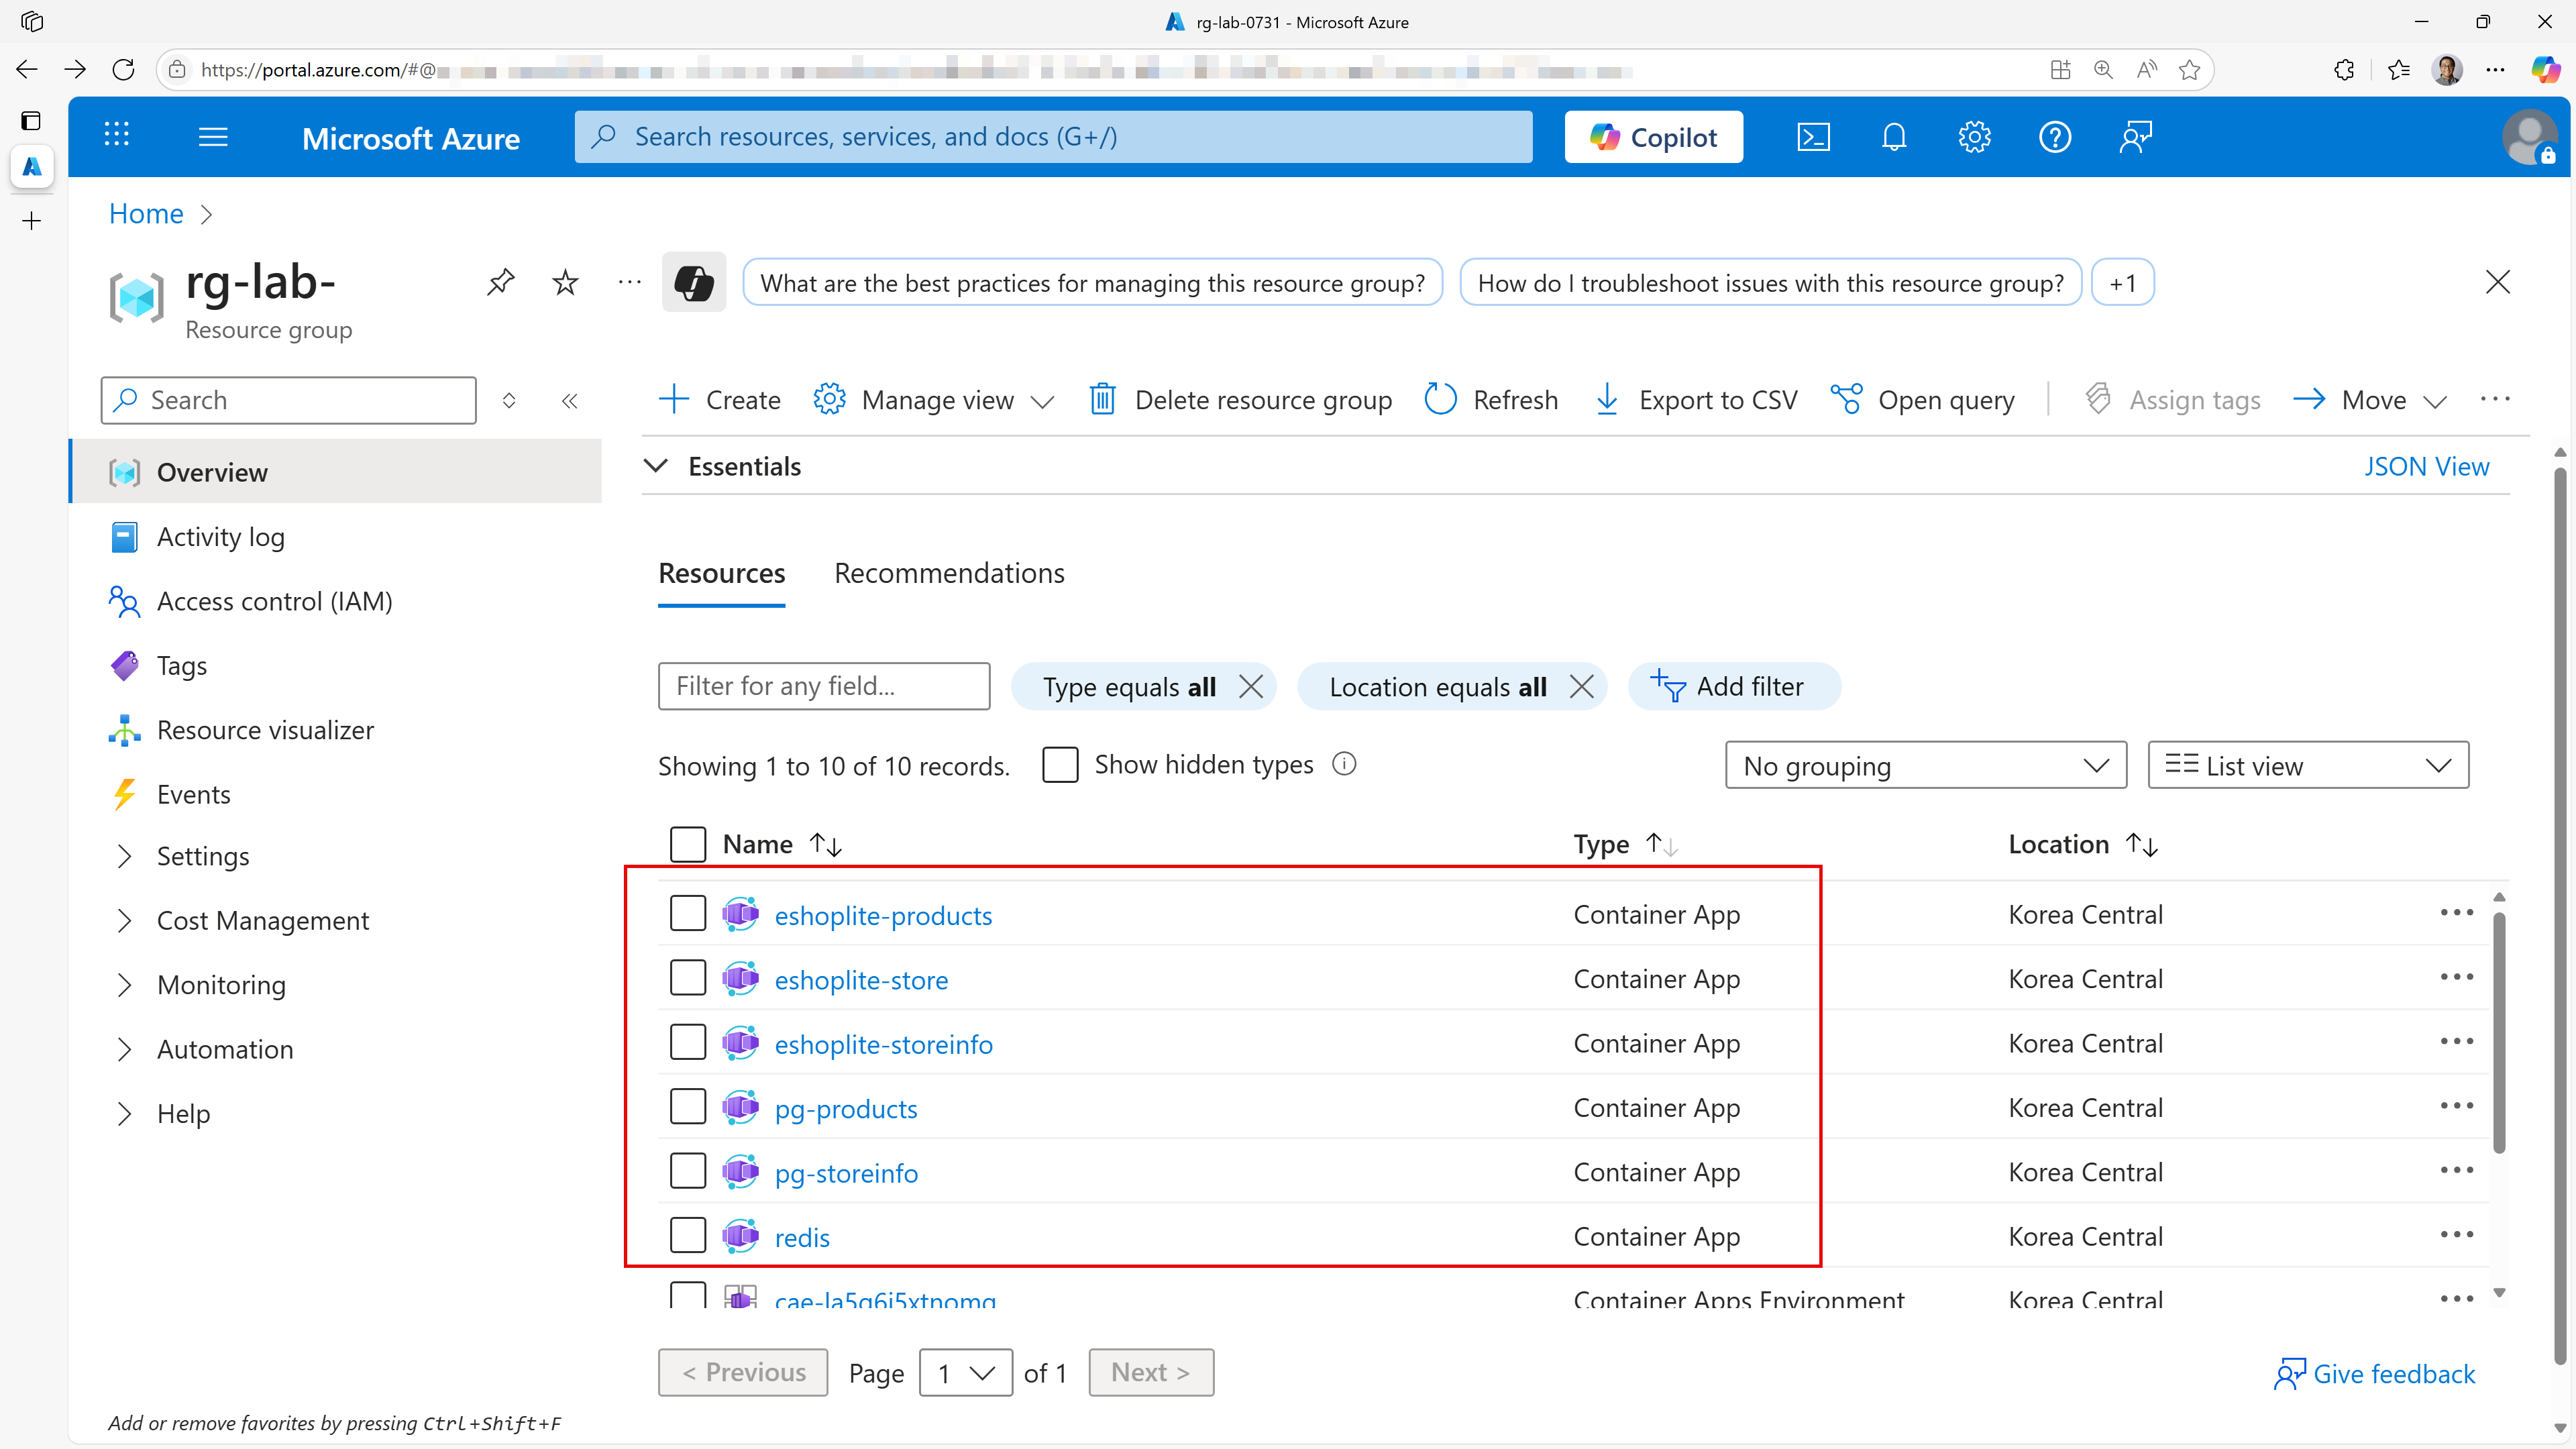 rg-lab-0731 - Microsoft Azure
https://portal.azure.com/#@
Microsoft Azure
Search resources, services, and docs (G+/)
Copilot
Home
rg-lab-
Resource group
What are the best practices for managing this resource group?
How do I troubleshoot issues with this resource group?
+1
Search
Create
Manage view
Delete resource group
Refresh
Export to CSV
Open query
Assign tags
Move
Overview
Activity log
Access control (IAM)
Tags
Resource visualizer
Events
Settings
Cost Management
Monitoring
Automation
Help
Essentials
JSON View
Resources
Recommendations
Filter for any field...
Type equals all
Location equals all
Add filter
Showing 1 to 10 of 10 records.
Show hidden types
No grouping
List view
Name
Type
Location
eshoplite-products Container App Korea Central
eshoplite-store Container App Korea Central
eshoplite-storeinfo Container App Korea Central
pg-products Container App Korea Central
pg-storeinfo Container App Korea Central
redis Container App Korea Central
Container Apps Environment Korea Central
< Previous
Page 1 of 1
Next >
Give feedback
Add or remove favorites by pressing Ctrl+Shift+F